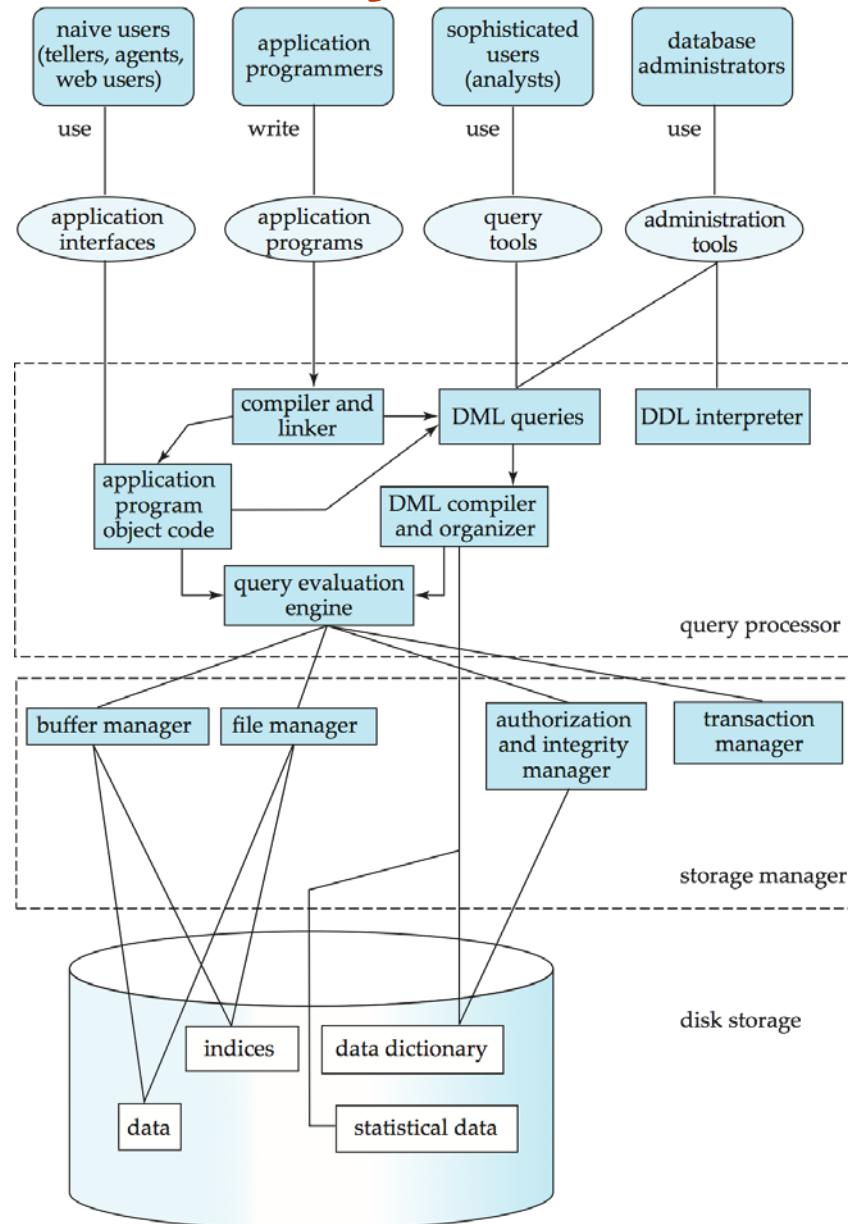 naive users
(tellers, agents,
web users)
application
programmers
sophisticated
users
(analysts)
database
administrators
use
write
use
use
application
interfaces
application
programs
query
tools
administration
tools
compiler and
linker
DML queries
DDL interpreter
application
program
object code
DML compiler
and organizer
query evaluation
engine
query processor
buffer manager
file manager
authorization
and integrity
manager
transaction
manager
storage manager
disk storage
indices
data dictionary
data
statistical data